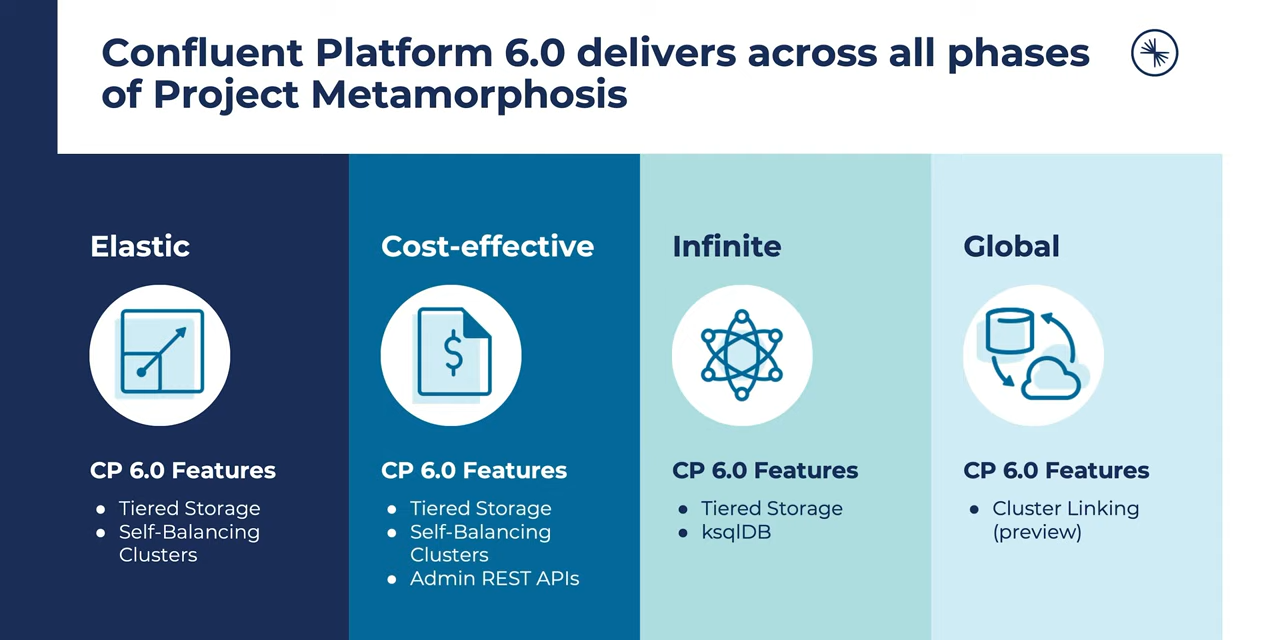 Confluent Platform 6.0 delivers across all phases
of Project Metamorphosis
Elastic
CP 6.0 Features
● Tiered Storage
● Self-Balancing
Clusters
Cost-effective
$
CP 6.0 Features
● Tiered Storage
● Self-Balancing
Clusters
● Admin REST APIs
Infinite
CP 6.0 Features
● Tiered Storage
● ksqlDB
Global
CP 6.0 Features
● Cluster Linking
(preview)